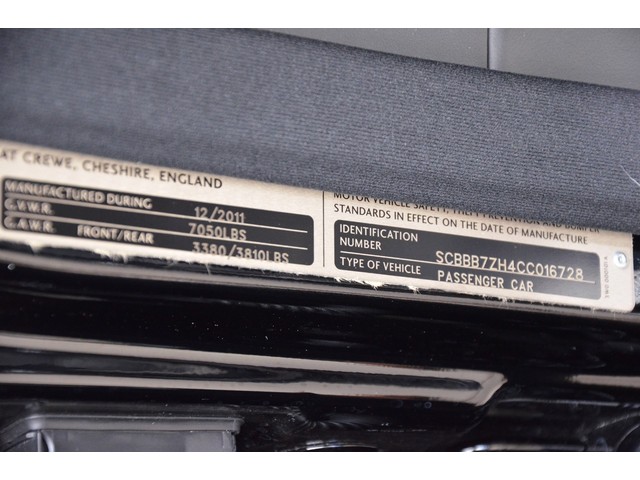 AT CREWE, CHESHIRE, ENGLAND
MANUFACTURED DURING 12/2011
G.V.W.R. 7050LBS
G.A.W.R. FRONT/REAR 3380/3810LBS
MOTOR VEHICLE SAFETY, THEFT PREVENTION AND BUMPER
STANDARDS IN EFFECT ON THE DATE OF MANUFACTURE
IDENTIFICATION
NUMBER SCBBB77H4CC016728
TYPE OF VEHICLE PASSENGER CAR